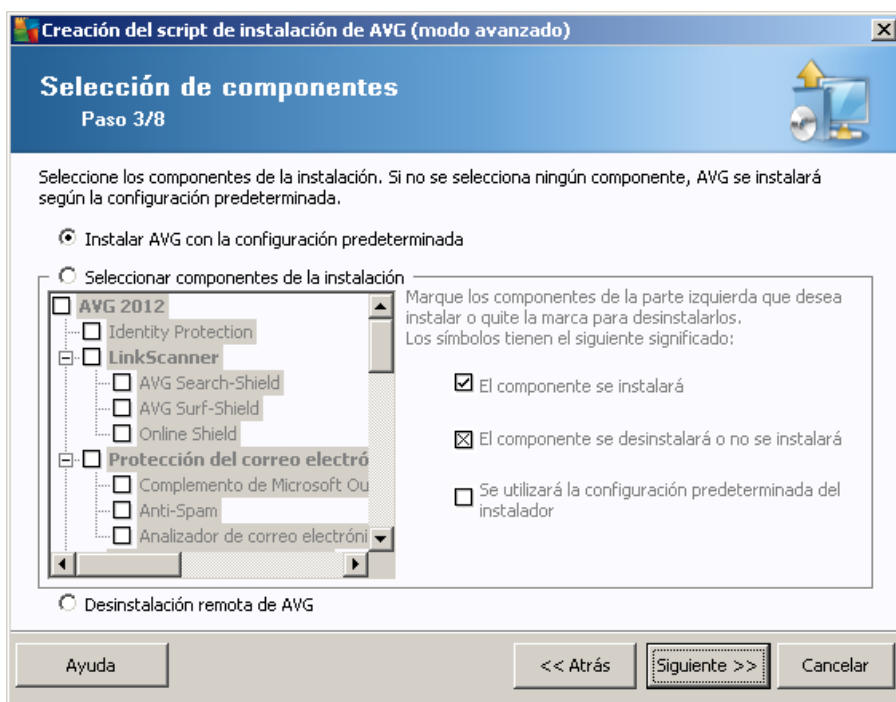 Creación del script de instalación de AVG (modo avanzado)
Selección de componentes
Paso 3/8
Seleccione los componentes de la instalación. Si no se selecciona ningún componente, AVG se instalará
según la configuración predeterminada.
Instalar AVG con la configuración predeterminada
Seleccionar componentes de la instalación
AVG 2012
Identity Protection
LinkScanner
AVG Search-Shield
AVG Surf-Shield
Online Shield
Protección del correo electró
Complemento de Microsoft Ou
Anti-Spam
Analizador de correo electróni
Marque los componentes de la parte izquierda que desea
instalar o quite la marca para desinstalarlos.
Los símbolos tienen el siguiente significado:
El componente se instalará
El componente se desinstalará o no se instalará
Se utilizará la configuración predeterminada del
instalador
Desinstalación remota de AVG
Ayuda
<< Atrás
Siguiente >>
Cancelar